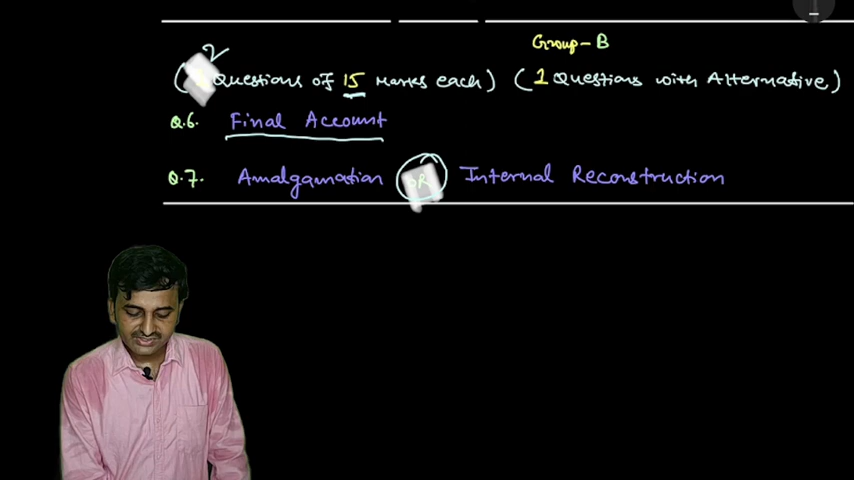 Group-B
(2 Questions of 15 Marks each) (1 Questions with Alternative)
Q.6. Final Account
Q.7. Amalgamation OR Internal Reconstruction